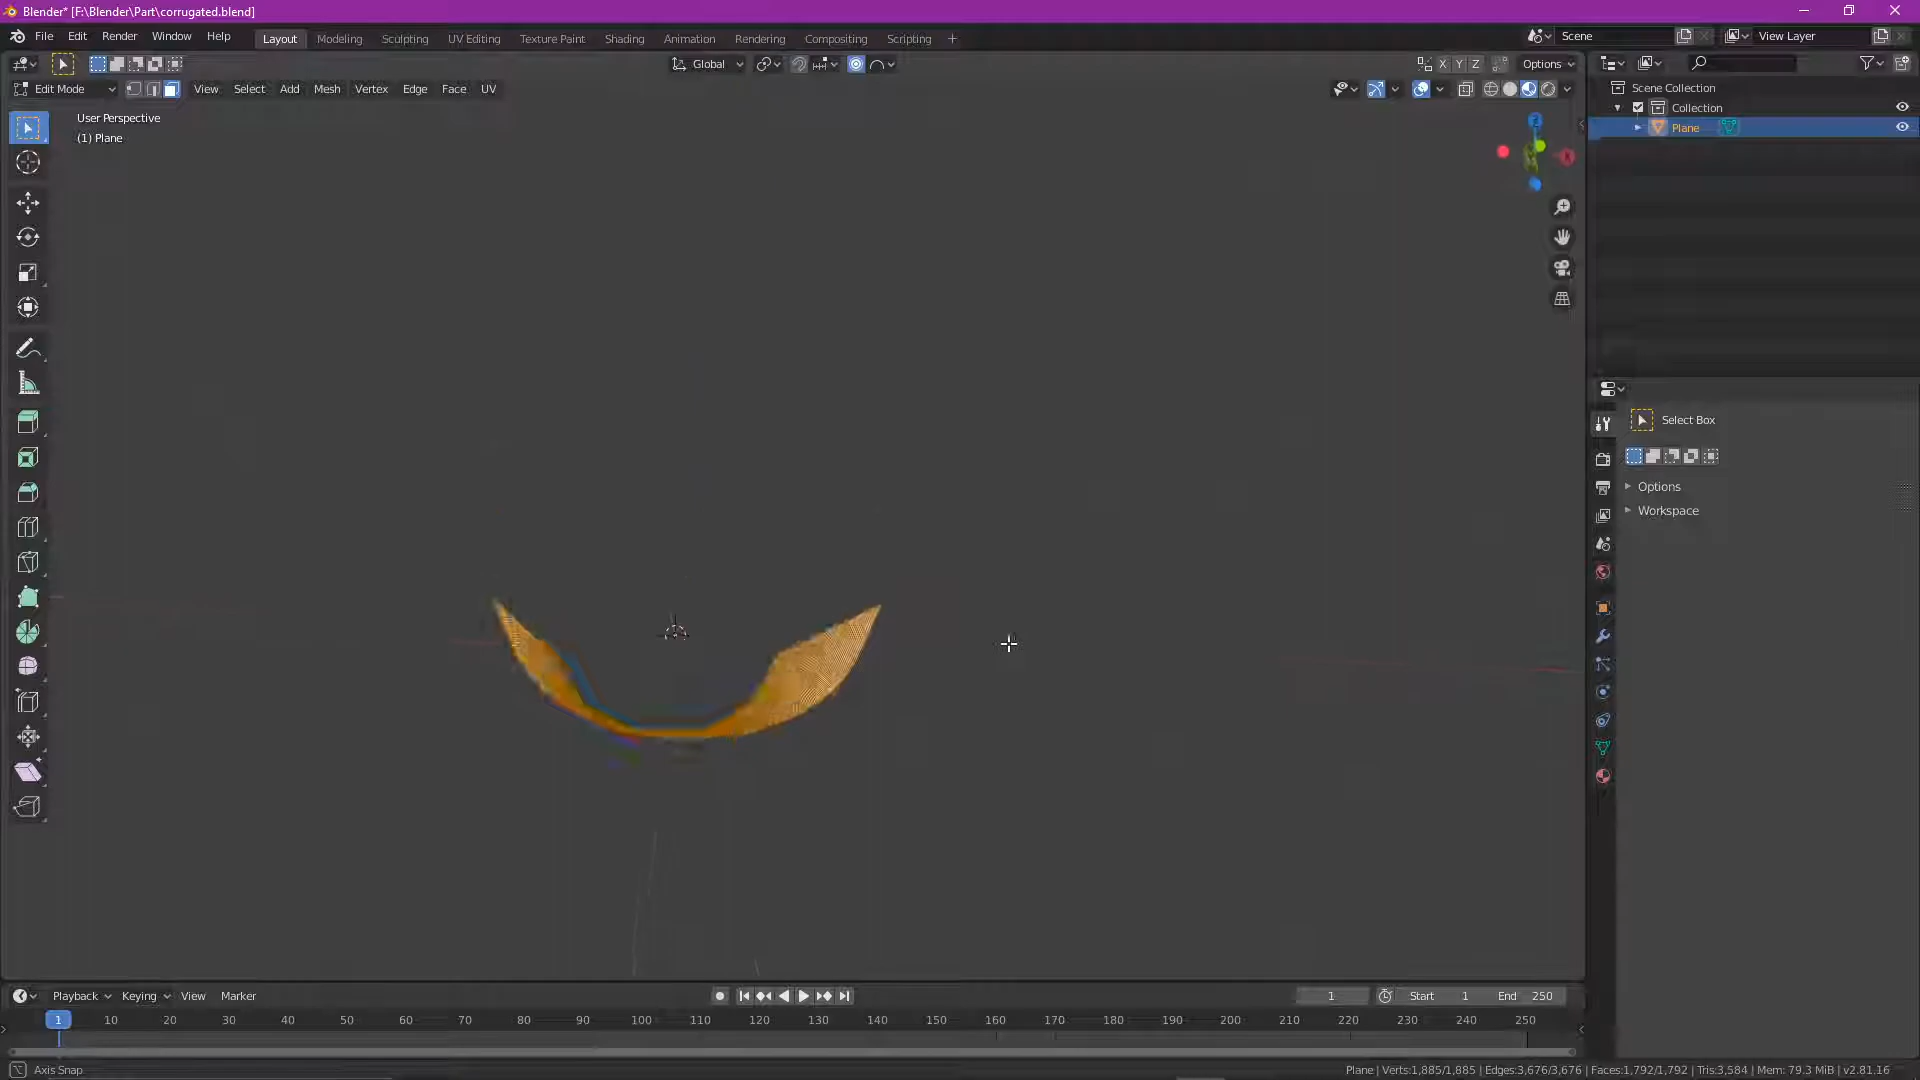 Blender* [F:\Blender\Part\corrugated.blend]
File Edit Render Window Help Layout Modeling Sculpting UV Editing Texture Paint Shading Animation Rendering Compositing Scripting Scene View Layer
Global X Y Z Options
Edit Mode View Select Add Mesh Vertex Edge Face UV
User Perspective
(1) Plane
Scene Collection
Collection
Plane
Select Box
Options
Workspace
Playback Keying View Marker 1 Start 1 End 250
1 10 20 30 40 50 60 70 80 90 100 110 120 130 140 150 160 170 180 190 200 210 220 230 240 250
Axis Snap Plane | Verts:1,885/1,885 | Edges:3,676/3,676 | Faces:1,792/1,792 | Tris:3,584 | Mem: 79.3 MiB | v2.81.16